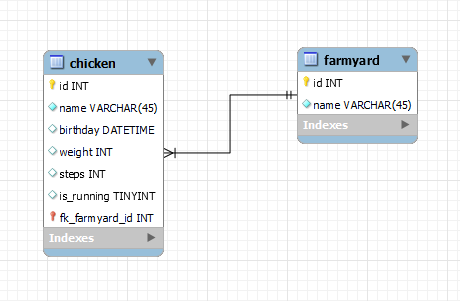 chicken
id INT
name VARCHAR(45)
birthday DATETIME
weight INT
steps INT
is_running TINYINT
fk_farmyard_id INT
Indexes
farmyard
id INT
name VARCHAR(45)
Indexes